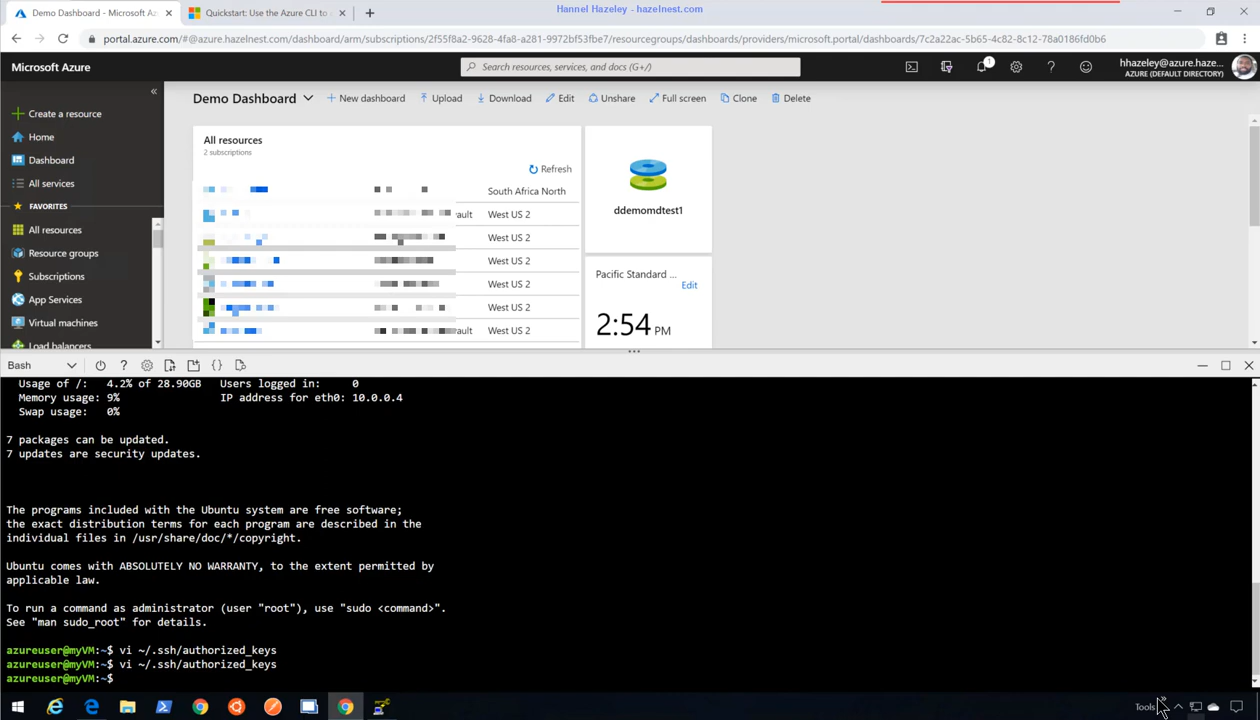 Hannel Hazeley - hazelnest.com
Demo Dashboard - Microsoft Az
Quickstart: Use the Azure CLI to c
portal.azure.com/#@azure.hazelnest.com/dashboard/arm/subscriptions/2f55f8a2-9628-4fa8-a281-9972bf53fbe7/resourcegroups/dashboards/providers/microsoft.portal/dashboards/7c2a22ac-5b65-4c82-8c12-78a0186fd0b6
Microsoft Azure
Search resources, services, and docs (G+/)
1
hhazeley@azure.haze...
AZURE (DEFAULT DIRECTORY)
Create a resource
Home
Dashboard
All services
FAVORITES
All resources
Resource groups
Subscriptions
App Services
Virtual machines
Load balancers
Demo Dashboard
New dashboard
Upload
Download
Edit
Unshare
Full screen
Clone
Delete
All resources
2 subscriptions
Refresh
South Africa North
vault West US 2
West US 2
West US 2
West US 2
West US 2
vault West US 2
ddemomdtest1
Pacific Standard ...
Edit
2:54 PM
Bash
Usage of /: 4.2% of 28.90GB Users logged in: 0
Memory usage: 9% IP address for eth0: 10.0.0.4
Swap usage: 0%
7 packages can be updated.
7 updates are security updates.
The programs included with the Ubuntu system are free software;
the exact distribution terms for each program are described in the
individual files in /usr/share/doc/*/copyright.
Ubuntu comes with ABSOLUTELY NO WARRANTY, to the extent permitted by
applicable law.
To run a command as administrator (user "root"), use "sudo <command>".
See "man sudo_root" for details.
azureuser@myVM:~$ vi ~/.ssh/authorized_keys
azureuser@myVM:~$ vi ~/.ssh/authorized_keys
azureuser@myVM:~$
Tools